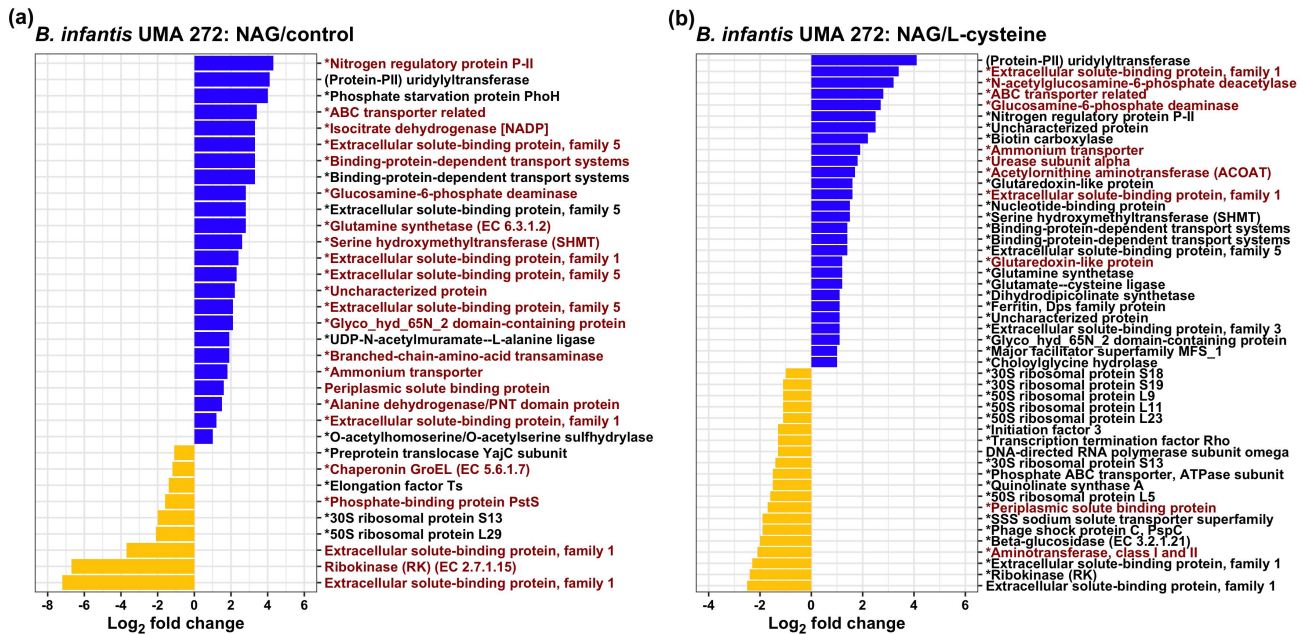 (a)
B. infantis UMA 272: NAG/control
*Nitrogen regulatory protein P-II
(Protein-PII) uridylyltransferase
*Phosphate starvation protein PhoH
*ABC transporter related
*Isocitrate dehydrogenase [NADP]
*Extracellular solute-binding protein, family 5
*Binding-protein-dependent transport systems
*Binding-protein-dependent transport systems
*Glucosamine-6-phosphate deaminase
*Extracellular solute-binding protein, family 5
*Glutamine synthetase (EC 6.3.1.2)
*Serine hydroxymethyltransferase (SHMT)
*Extracellular solute-binding protein, family 1
*Extracellular solute-binding protein, family 5
*Uncharacterized protein
*Extracellular solute-binding protein, family 5
*Glyco_hyd_65N_2 domain-containing protein
*UDP-N-acetylmuramate--L-alanine ligase
*Branched-chain-amino-acid transaminase
*Ammonium transporter
Periplasmic solute binding protein
*Alanine dehydrogenase/PNT domain protein
*Extracellular solute-binding protein, family 1
*O-acetylhomoserine/O-acetylserine sulfhydrylase
*Preprotein translocase YajC subunit
*Chaperonin GroEL (EC 5.6.1.7)
*Elongation factor Ts
*Phosphate-binding protein PstS
*30S ribosomal protein S13
*50S ribosomal protein L29
Extracellular solute-binding protein, family 1
Ribokinase (RK) (EC 2.7.1.15)
Extracellular solute-binding protein, family 1
-8 -6 -4 -2 0 2 4 6
Log2 fold change
(b)
B. infantis UMA 272: NAG/L-cysteine
(Protein-PII) uridylyltransferase
*Extracellular solute-binding protein, family 1
*N-acetylglucosamine-6-phosphate deacetylase
*ABC transporter related
*Glucosamine-6-phosphate deaminase
*Nitrogen regulatory protein P-II
*Uncharacterized protein
*Biotin carboxylase
*Ammonium transporter
*Urease subunit alpha
*Acetylornithine aminotransferase (ACOAT)
*Glutaredoxin-like protein
*Extracellular solute-binding protein, family 1
*Nucleotide-binding protein
*Serine hydroxymethyltransferase (SHMT)
*Binding-protein-dependent transport systems
*Binding-protein-dependent transport systems
*Extracellular solute-binding protein, family 5
*Glutaredoxin-like protein
*Glutamine synthetase
*Glutamate--cysteine ligase
*Dihydrodipicolinate synthetase
*Ferritin, Dps family protein
*Uncharacterized protein
*Extracellular solute-binding protein, family 3
*Glyco_hyd_65N_2 domain-containing protein
*Major facilitator superfamily MFS_1
*Choloylglycine hydrolase
*30S ribosomal protein S18
*30S ribosomal protein S19
*50S ribosomal protein L9
*50S ribosomal protein L11
*50S ribosomal protein L23
*Initiation factor 3
*Transcription termination factor Rho
DNA-directed RNA polymerase subunit omega
*30S ribosomal protein S13
*Phosphate ABC transporter, ATPase subunit
*Quinolinate synthase A
*50S ribosomal protein L5
*Periplasmic solute binding protein
*SSS sodium solute transporter superfamily
*Phage shock protein C, PspC
*Beta-glucosidase (EC 3.2.1.21)
*Aminotransferase, class I and II
*Extracellular solute-binding protein, family 1
*Ribokinase (RK)
Extracellular solute-binding protein, family 1
-4 -2 0 2 4 6
Log2 fold change